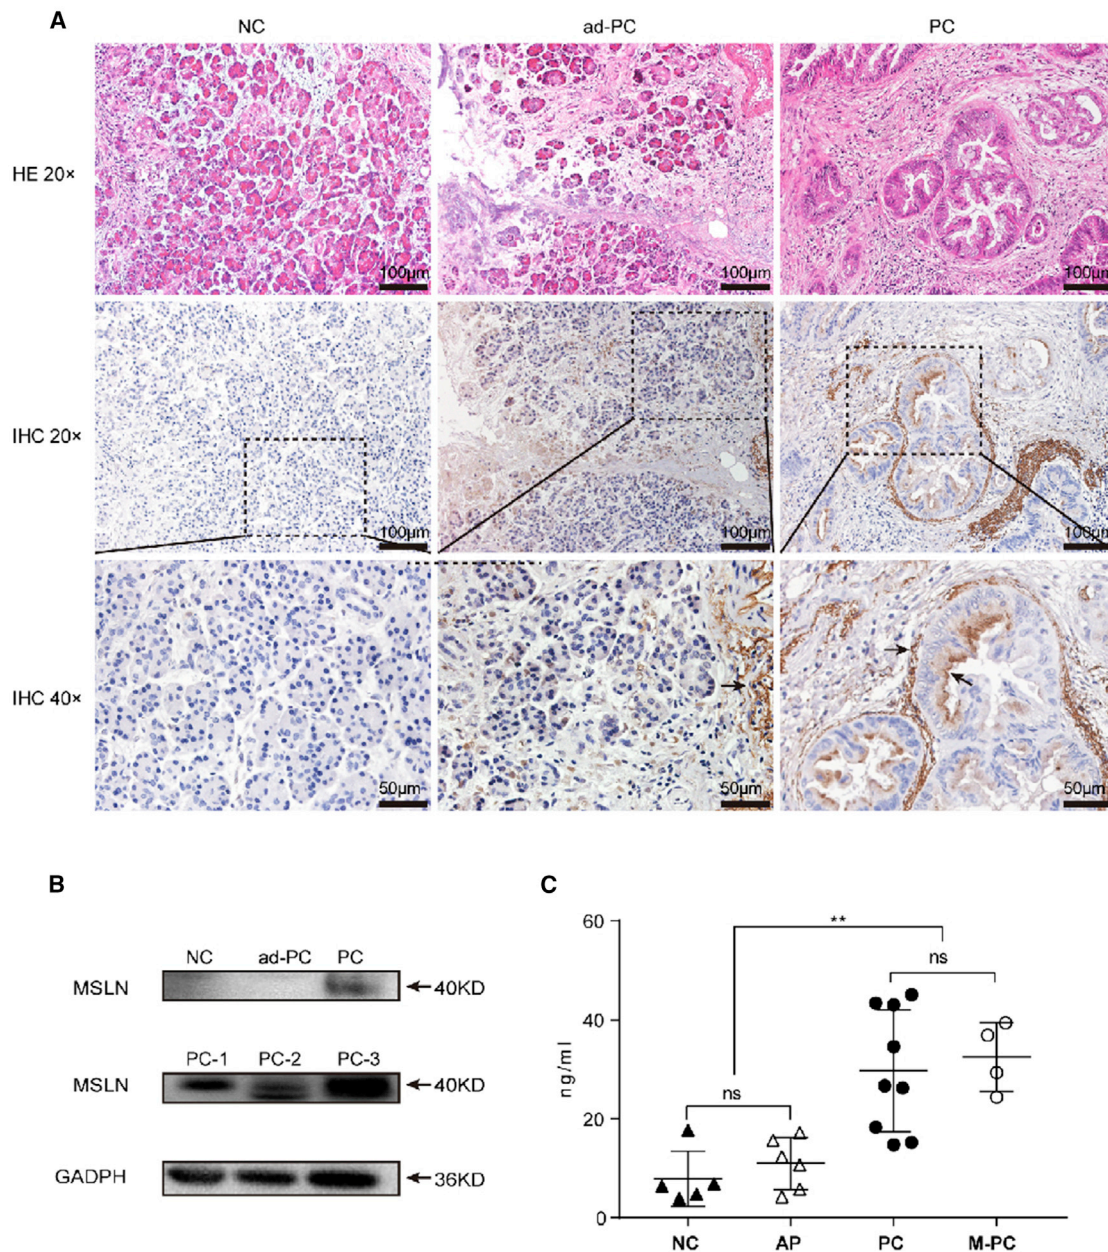 A
NC ad-PC PC
HE 20×
100μm 100μm 100μm
IHC 20×
100μm 100μm 100μm
IHC 40×
50μm 50μm 50μm
B
NC ad-PC PC
MSLN 40KD
PC-1 PC-2 PC-3
MSLN 40KD
GADPH 36KD
C
60
**
ns
40
ng/ml
ns
20
0
NC AP PC M-PC